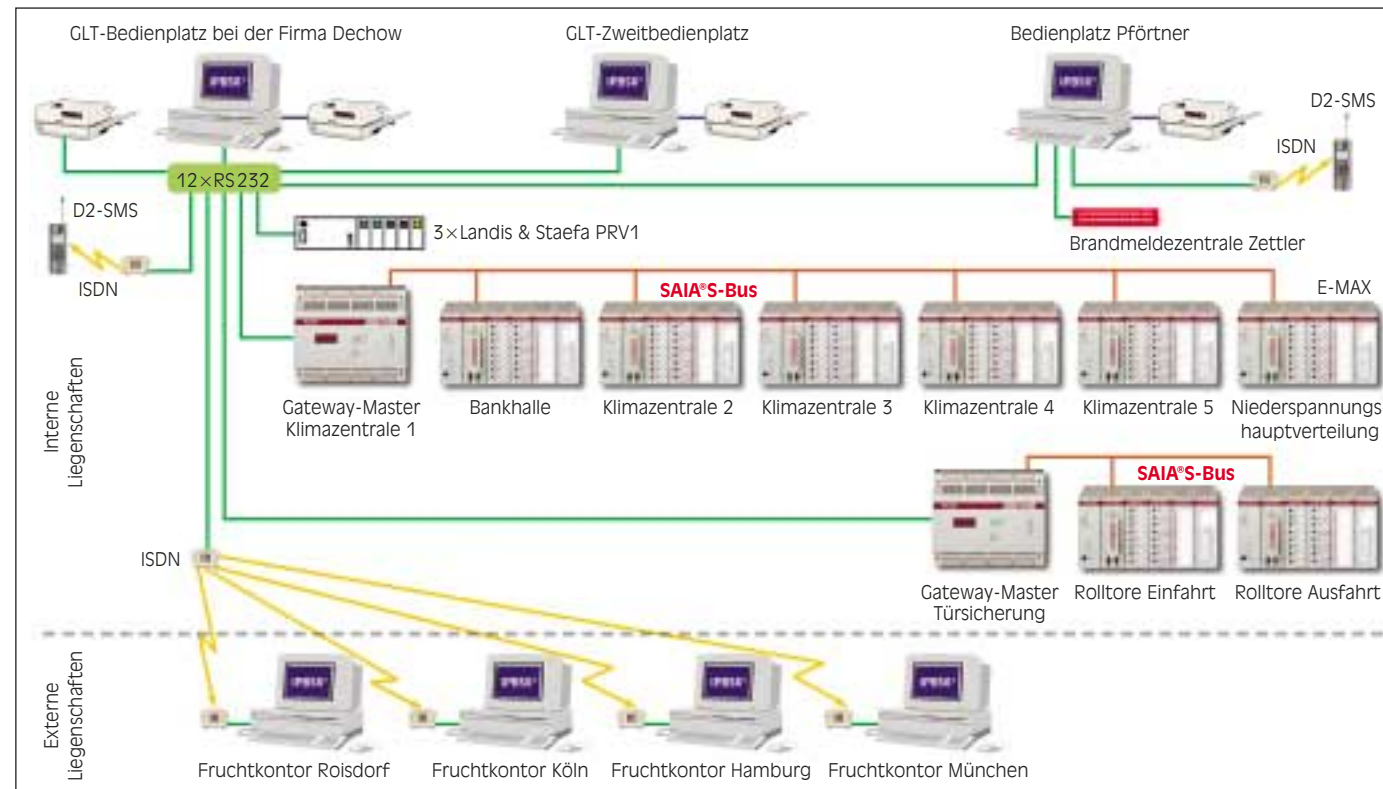 GLT-Bedienplatz bei der Firma Dechow
GLT-Zweitbedienplatz
Bedienplatz Pförtner
D2-SMS
ISDN
12×RS232
D2-SMS
ISDN
3×Landis & Staefa PRV1
Brandmeldezentrale Zettler
SAIA®S-Bus
E-MAX
Interne
Liegenschaften
Gateway-Master
Klimazentrale 1
Bankhalle
Klimazentrale 2
Klimazentrale 3
Klimazentrale 4
Klimazentrale 5
Niederspannungs
hauptverteilung
SAIA®S-Bus
ISDN
Gateway-Master
Türsicherung
Rolltore Einfahrt
Rolltore Ausfahrt
Externe
Liegenschaften
Fruchtkontor Roisdorf
Fruchtkontor Köln
Fruchtkontor Hamburg
Fruchtkontor München